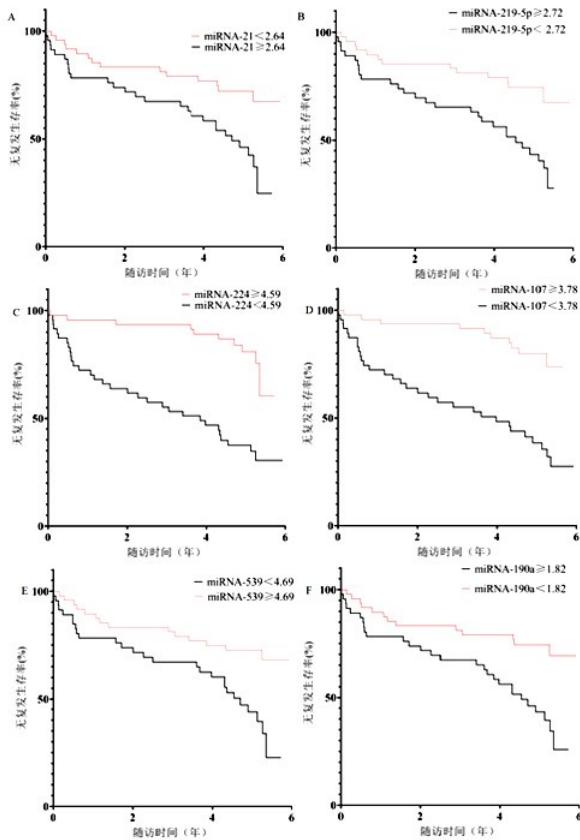 A
miRNA-21＜2.64
miRNA-21≥2.64
100
50
0
0 2 4 6
无复发生存率(%)
随访时间（年）
B
miRNA-219-5p≥2.72
miRNA-219-5p＜ 2.72
100
50
0
0 2 4 6
无复发生存率(%)
随访时间（年）
C
miRNA-224≥4.59
miRNA-224＜4.59
100
50
0
0 2 4 6
无复发生存率(%)
随访时间（年）
D
miRNA-107≥3.78
miRNA-107＜3.78
100
50
0
0 2 4 6
无复发生存率(%)
随访时间（年）
E
miRNA-539＜4.69
miRNA-539≥4.69
100
50
0
0 2 4 6
无复发生存率(%)
随访时间（年）
F
miRNA-190a≥1.82
miRNA-190a＜1.82
100
50
0
0 2 4 6
无复发生存率(%)
随访时间（年）